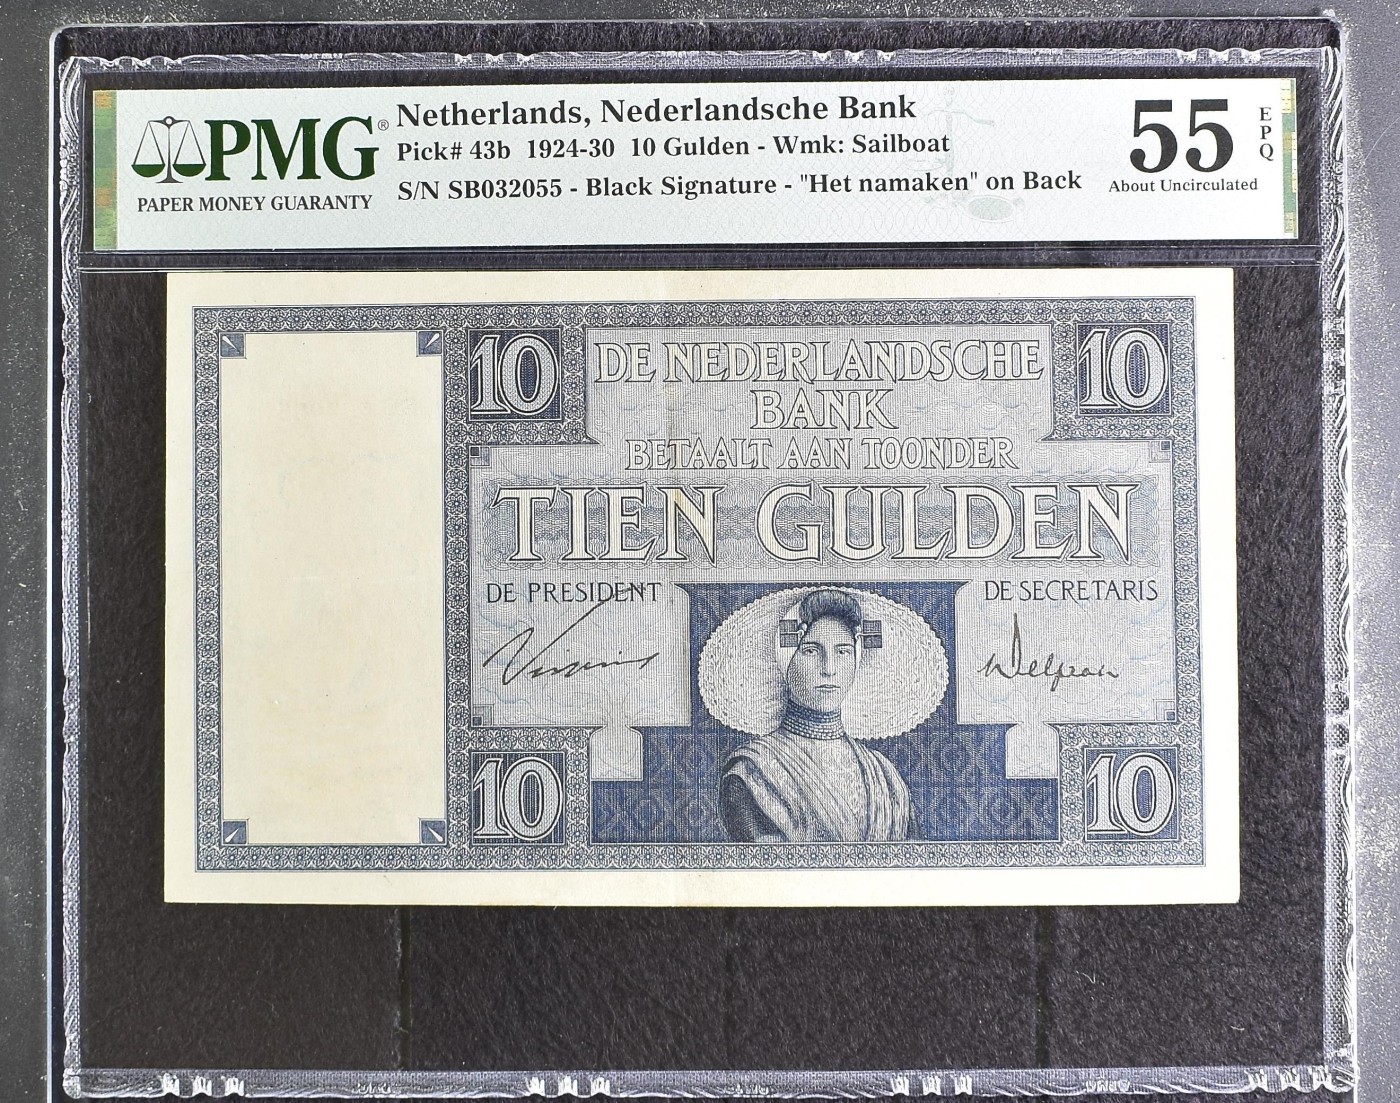 PMG®
PAPER MONEY GUARANTY
Netherlands, Nederlandsche Bank
Pick# 43b 1924-30 10 Gulden - Wmk: Sailboat
S/N SB032055 - Black Signature - "Het namaken" on Back
55
EPQ
About Uncirculated
10
10
DE NEDERLANDSCHE
BANK
BETAALT AAN TOONDER
TIEN GULDEN
DE PRESIDENT
DE SECRETARIS
10
10